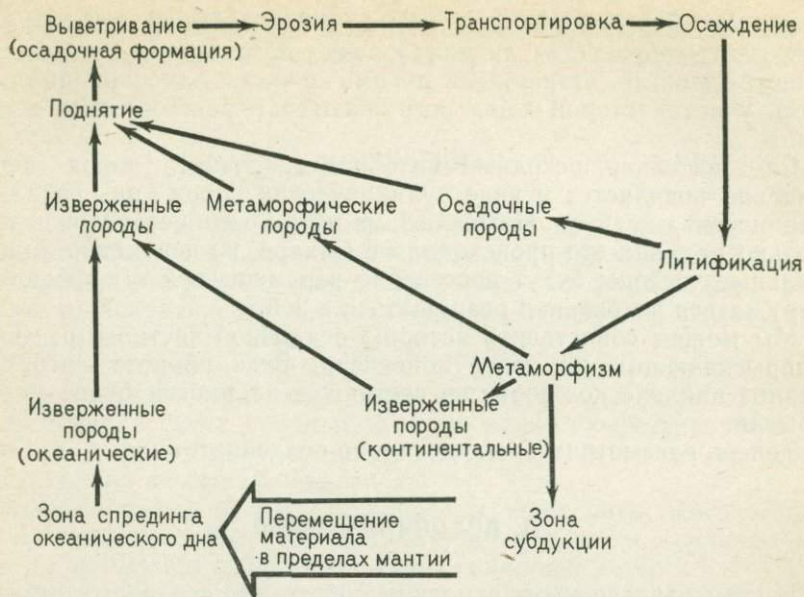 Выветривание
(осадочная формация)
Эрозия
Транспортировка
Осаждение
Поднятие
Изверженные
породы
Метаморфические
породы
Осадочные
породы
Литификация
Метаморфизм
Изверженные
породы
(океанические)
Изверженные
породы
(континентальные)
Зона спрединга
океанического дна
Перемещение
материала
в пределах мантии
Зона
субдукции